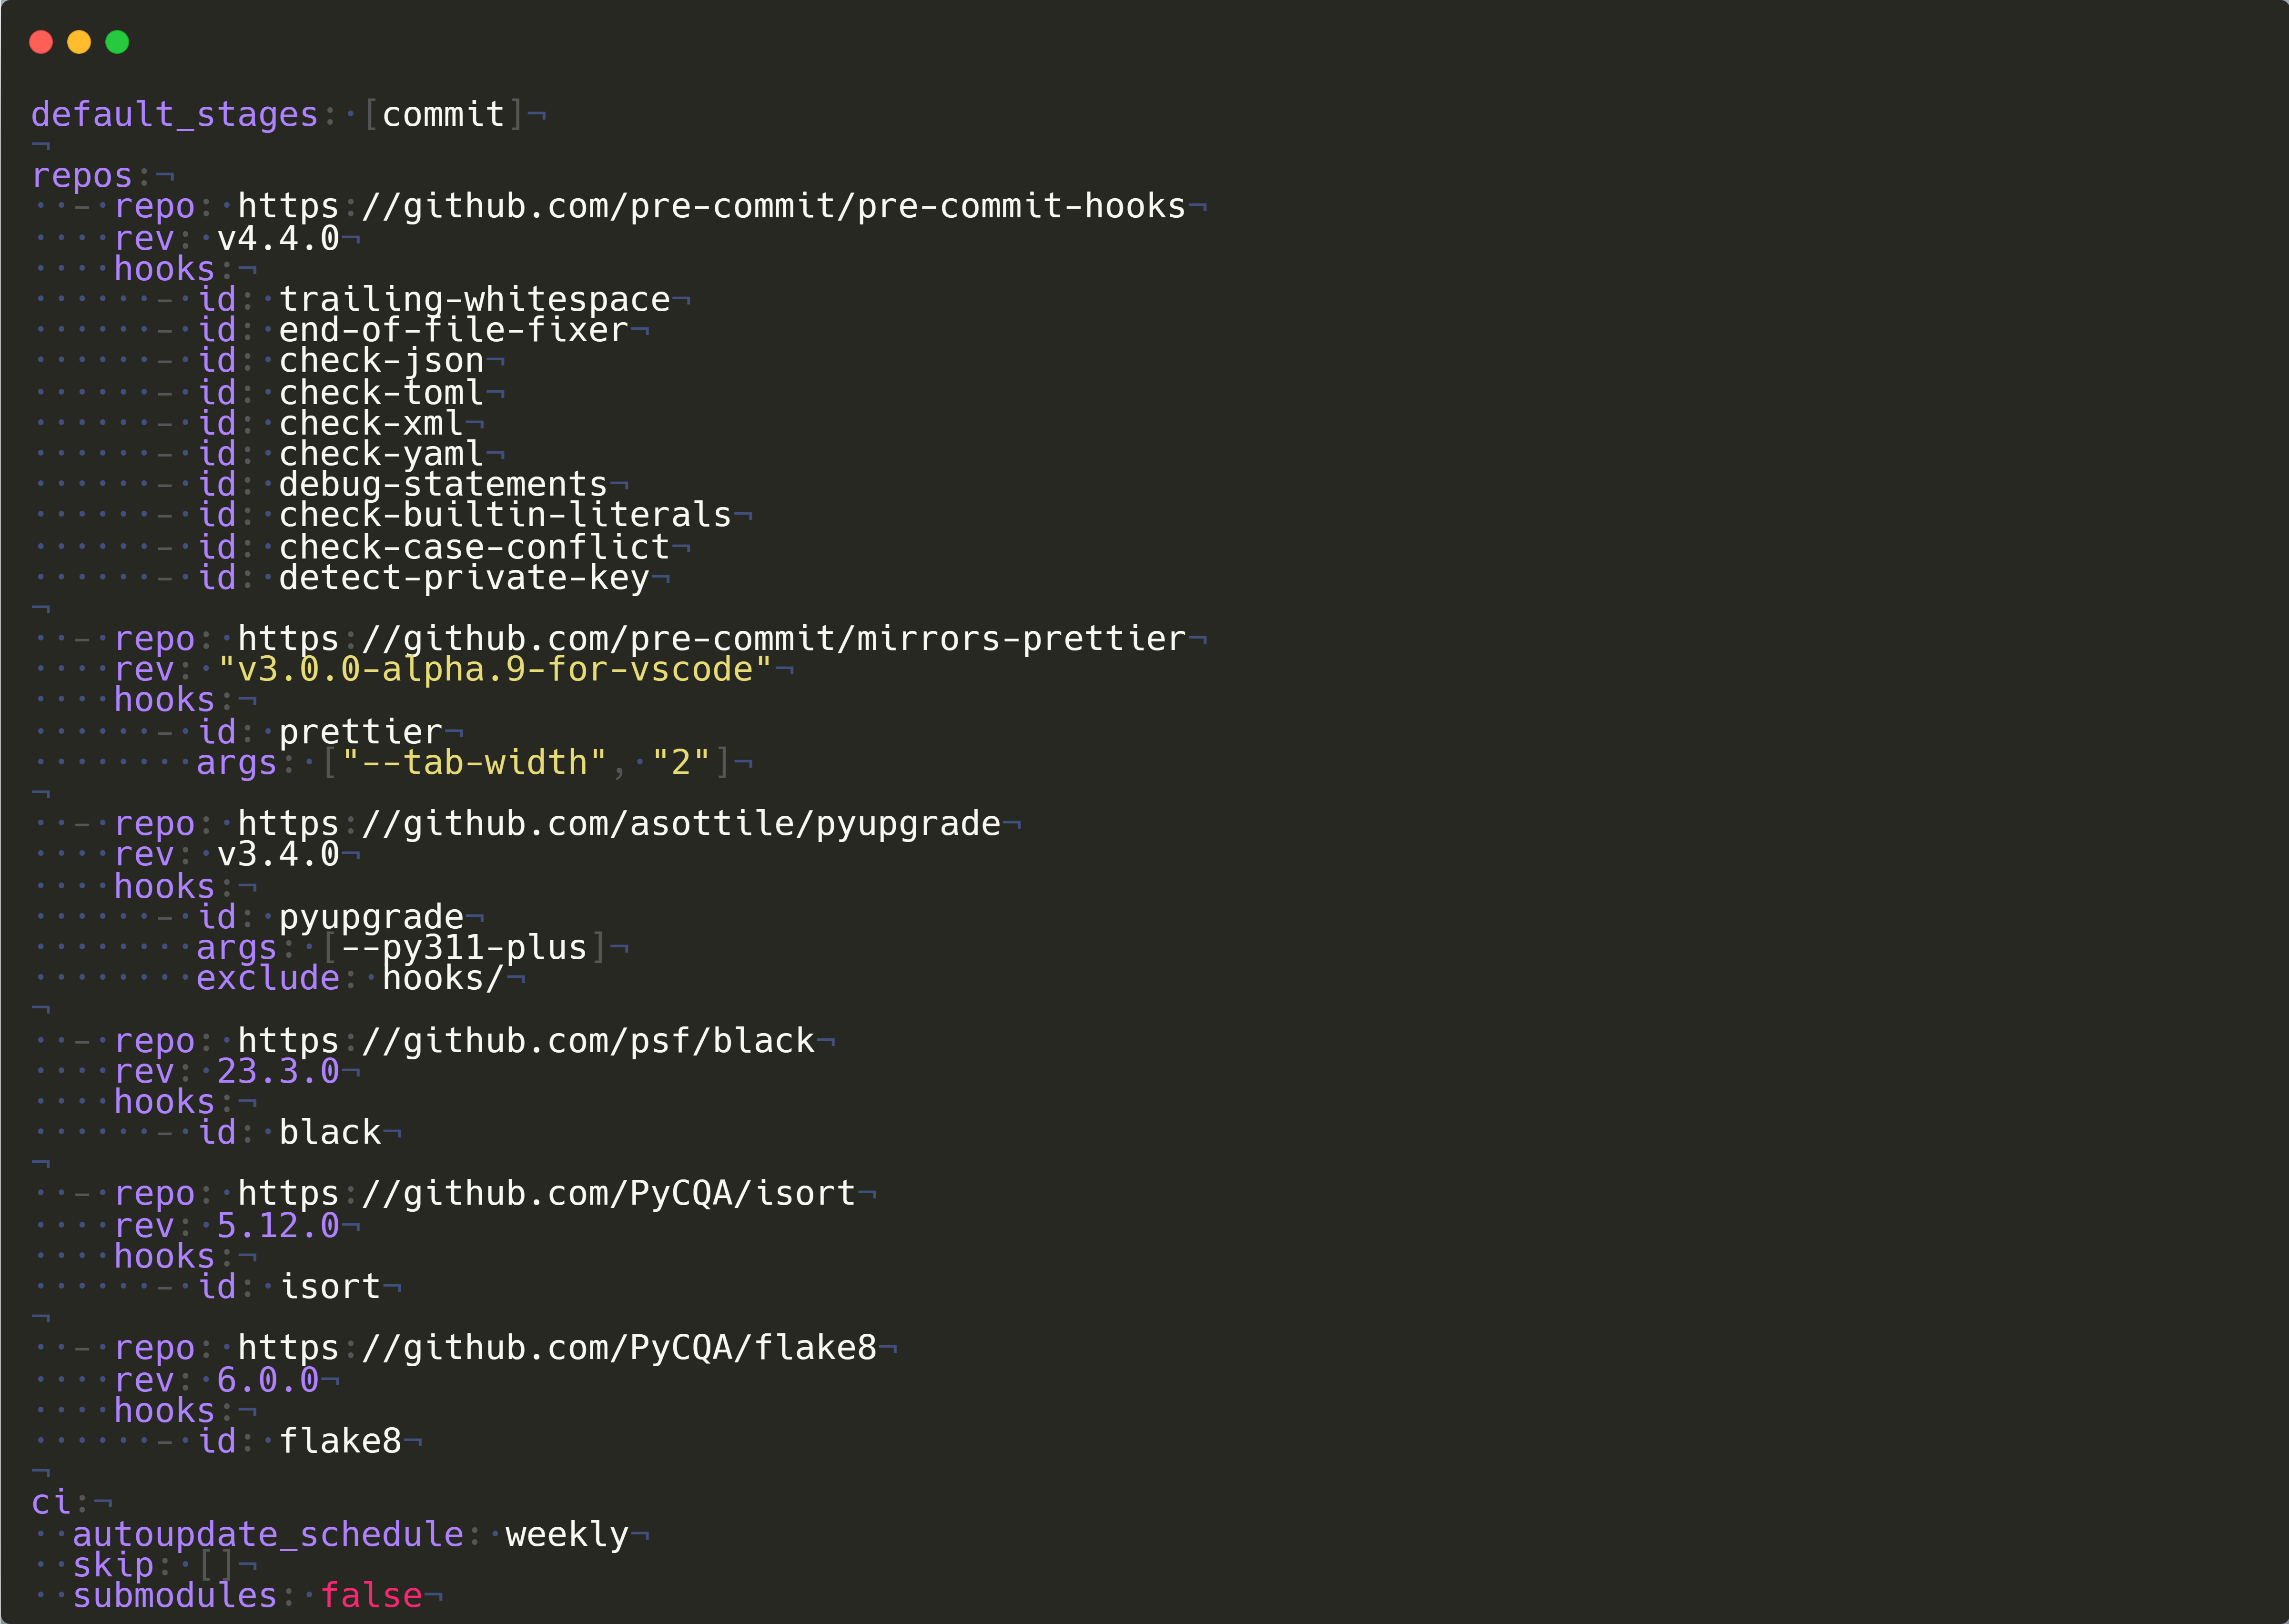 default_stages: [commit]

repos:
  - repo: https://github.com/pre-commit/pre-commit-hooks
    rev: v4.4.0
    hooks:
      - id: trailing-whitespace
      - id: end-of-file-fixer
      - id: check-json
      - id: check-toml
      - id: check-xml
      - id: check-yaml
      - id: debug-statements
      - id: check-builtin-literals
      - id: check-case-conflict
      - id: detect-private-key

  - repo: https://github.com/pre-commit/mirrors-prettier
    rev: "v3.0.0-alpha.9-for-vscode"
    hooks:
      - id: prettier
        args: ["--tab-width", "2"]

  - repo: https://github.com/asottile/pyupgrade
    rev: v3.4.0
    hooks:
      - id: pyupgrade
        args: [--py311-plus]
        exclude: hooks/

  - repo: https://github.com/psf/black
    rev: 23.3.0
    hooks:
      - id: black

  - repo: https://github.com/PyCQA/isort
    rev: 5.12.0
    hooks:
      - id: isort

  - repo: https://github.com/PyCQA/flake8
    rev: 6.0.0
    hooks:
      - id: flake8

ci:
  autoupdate_schedule: weekly
  skip: []
  submodules: false